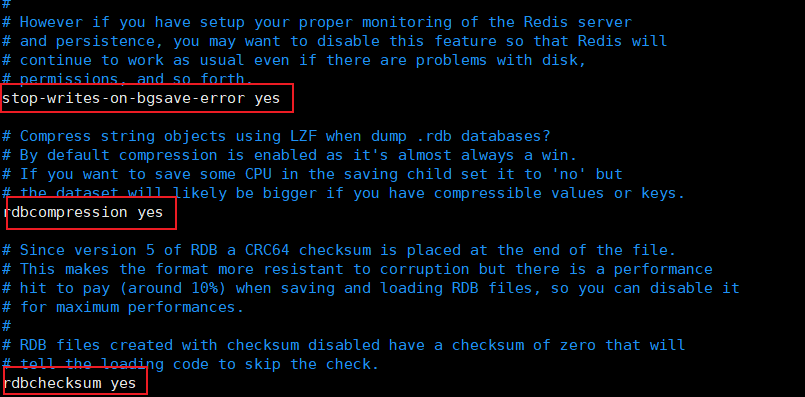 #
# However if you have setup your proper monitoring of the Redis server
# and persistence, you may want to disable this feature so that Redis will
# continue to work as usual even if there are problems with disk,
# permissions, and so forth.
stop-writes-on-bgsave-error yes
# Compress string objects using LZF when dump .rdb databases?
# By default compression is enabled as it's almost always a win.
# If you want to save some CPU in the saving child set it to 'no' but
# the dataset will likely be bigger if you have compressible values or keys.
rdbcompression yes
# Since version 5 of RDB a CRC64 checksum is placed at the end of the file.
# This makes the format more resistant to corruption but there is a performance
# hit to pay (around 10%) when saving and loading RDB files, so you can disable it
# for maximum performances.
#
# RDB files created with checksum disabled have a checksum of zero that will
# tell the loading code to skip the check.
rdbchecksum yes